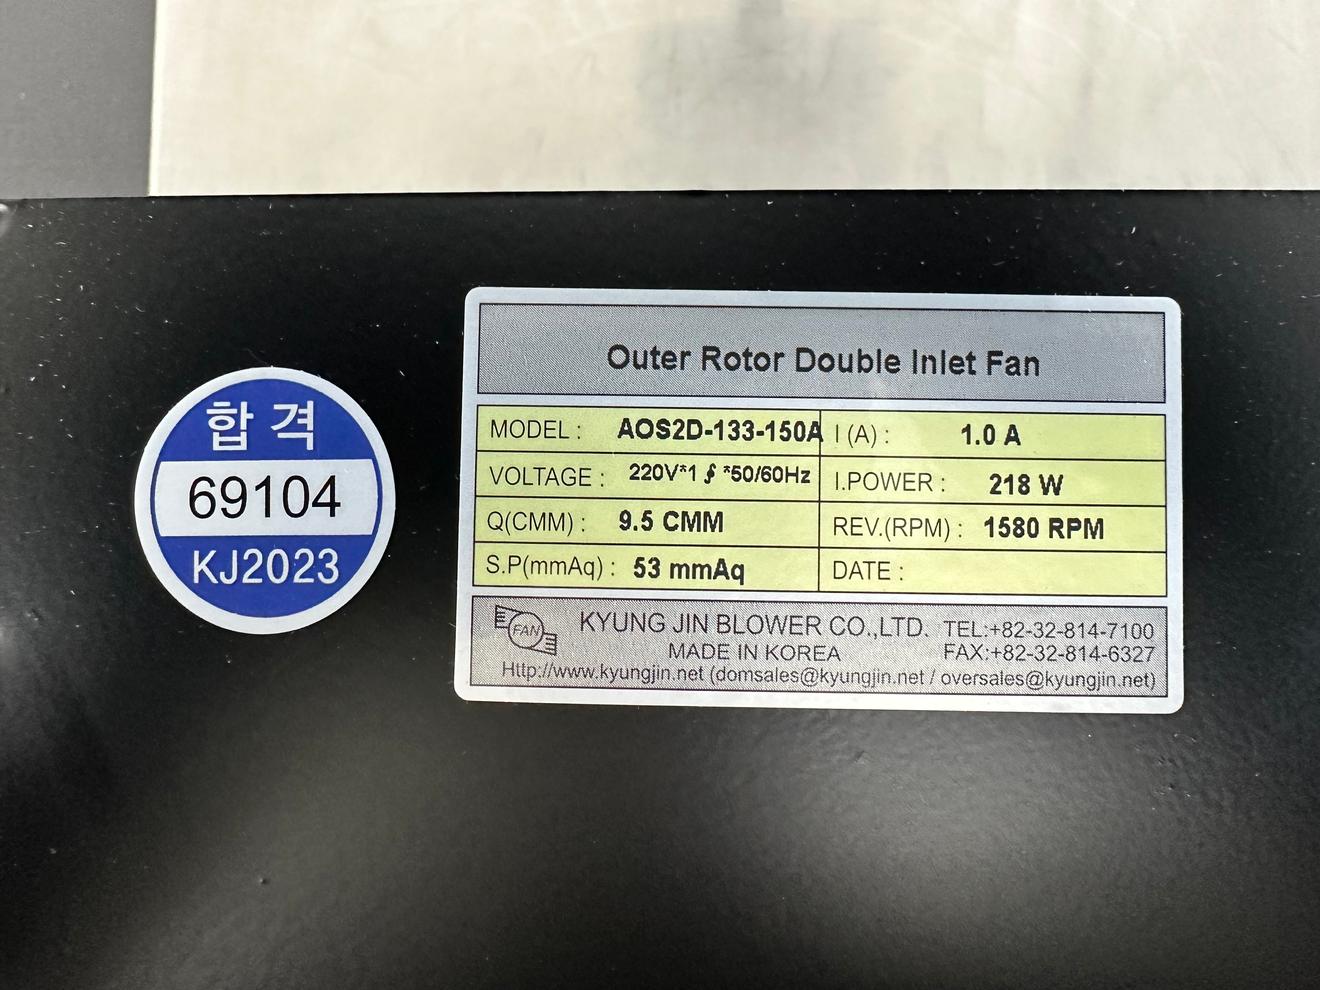 합격
69104
KJ2023
Outer Rotor Double Inlet Fan
MODEL : AOS2D-133-150A I (A) : 1.0 A
VOLTAGE : 220V*1 ∮ *50/60Hz I.POWER : 218 W
Q(CMM) : 9.5 CMM REV.(RPM) : 1580 RPM
S.P(mmAq) : 53 mmAq DATE :
FAN KYUNG JIN BLOWER CO.,LTD. TEL:+82-32-814-7100
MADE IN KOREA FAX:+82-32-814-6327
Http://www.kyungjin.net (domsales@kyungjin.net / oversales@kyungjin.net)